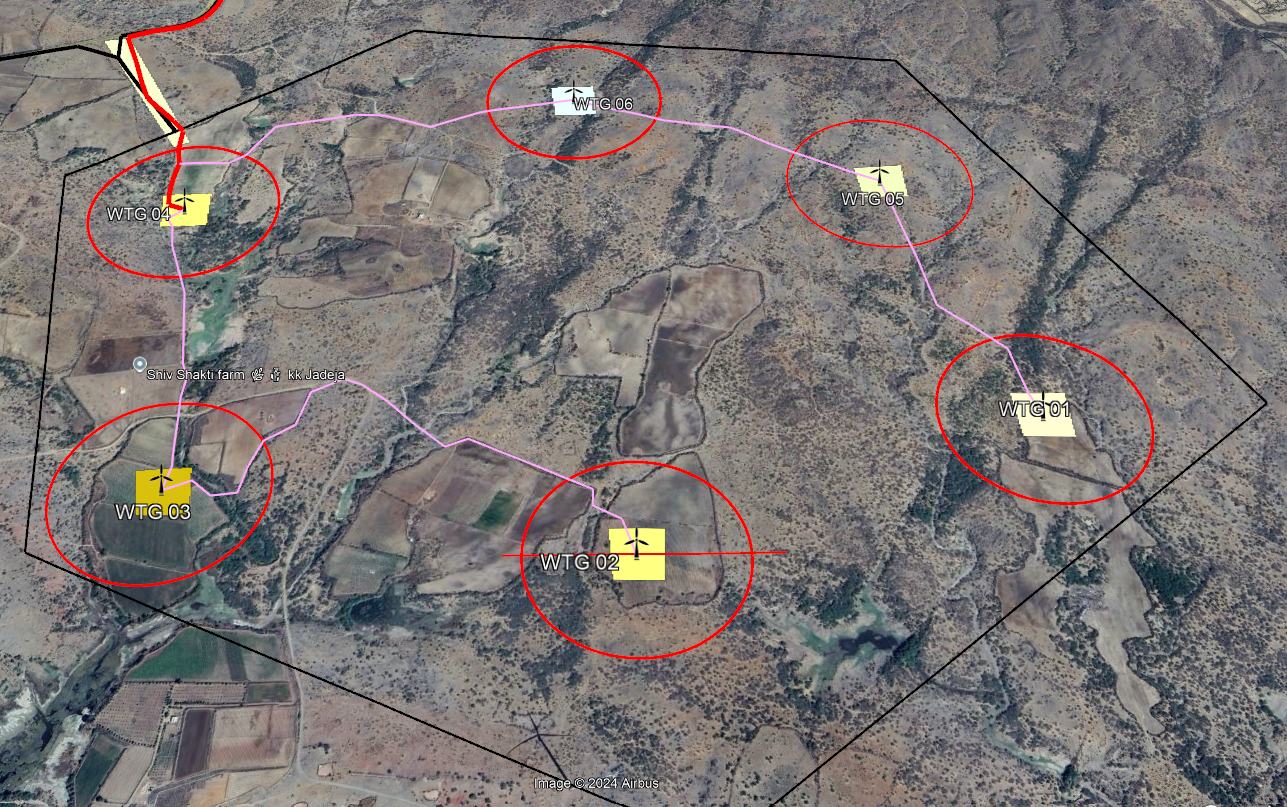 WTG 06
WTG 05
WTG 04
Shiv Shakti farm kk Jadeja
WTG 01
WTG 03
WTG 02
Image © 2024 Airbus